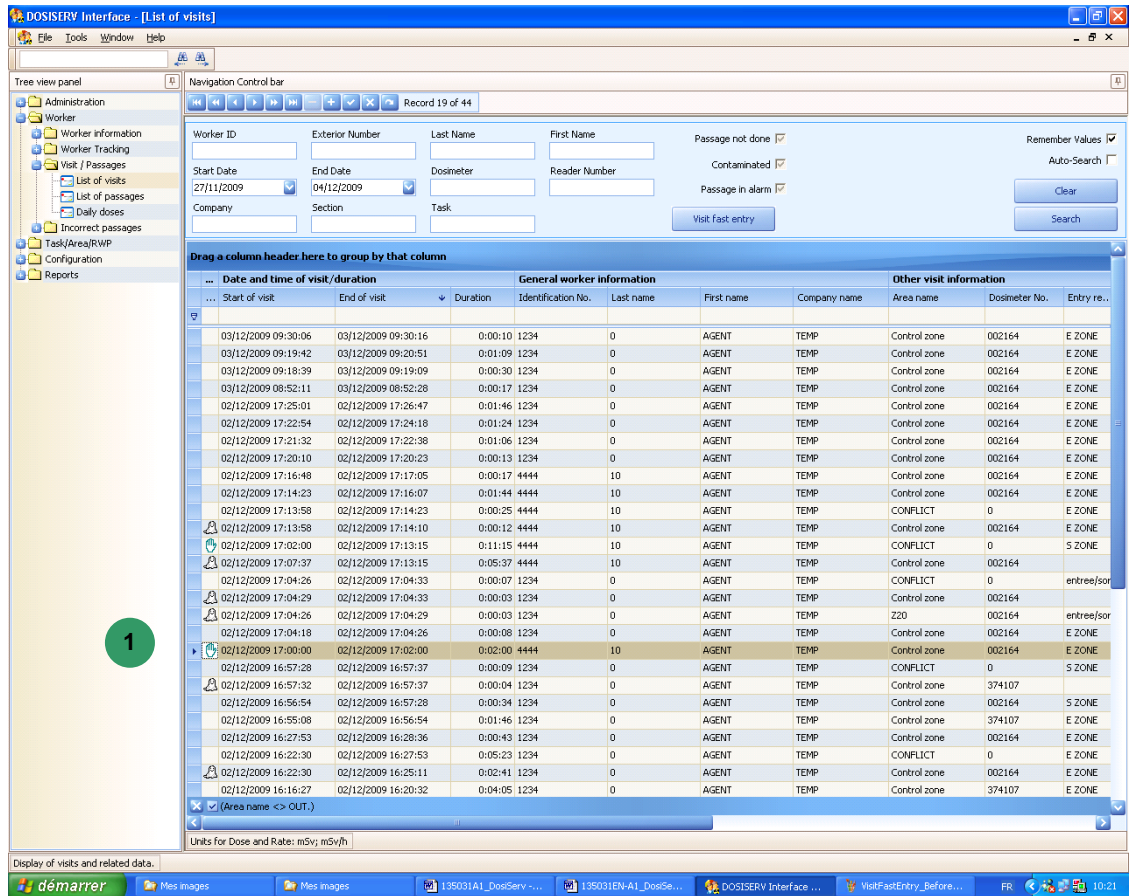 DOSISERV Interface - [List of visits]
File Tools Window Help
Tree view panel
Navigation Control bar
Administration
Worker
Worker information
Worker Tracking
Visit / Passages
List of visits
List of passages
Daily doses
Incorrect passages
Task/Area/RWP
Configuration
Reports
Record 19 of 44
Worker ID Exterior Number Last Name First Name
Passage not done
Remember Values
Contaminated
Auto-Search
Start Date End Date Dosimeter Reader Number
27/11/2009 04/12/2009
Passage in alarm
Clear
Company Section Task
Visit fast entry
Search
Drag a column header here to group by that column
... Date and time of visit/duration General worker information Other visit information
... Start of visit End of visit Duration Identification No. Last name First name Company name Area name Dosimeter No. Entry re..
03/12/2009 09:30:06 03/12/2009 09:30:16 0:00:10 1234 0 AGENT TEMP Control zone 002164 E ZONE
03/12/2009 09:19:42 03/12/2009 09:20:51 0:01:09 1234 0 AGENT TEMP Control zone 002164 E ZONE
03/12/2009 09:18:39 03/12/2009 09:19:09 0:00:30 1234 0 AGENT TEMP Control zone 002164 E ZONE
03/12/2009 08:52:11 03/12/2009 08:52:28 0:00:17 1234 0 AGENT TEMP Control zone 002164 E ZONE
02/12/2009 17:25:01 02/12/2009 17:26:47 0:01:46 1234 0 AGENT TEMP Control zone 002164 E ZONE
02/12/2009 17:22:54 02/12/2009 17:24:18 0:01:24 1234 0 AGENT TEMP Control zone 002164 E ZONE
02/12/2009 17:21:32 02/12/2009 17:22:38 0:01:06 1234 0 AGENT TEMP Control zone 002164 E ZONE
02/12/2009 17:20:10 02/12/2009 17:20:23 0:00:13 1234 0 AGENT TEMP Control zone 002164 E ZONE
02/12/2009 17:16:48 02/12/2009 17:17:05 0:00:17 4444 10 AGENT TEMP Control zone 002164 E ZONE
02/12/2009 17:14:23 02/12/2009 17:16:07 0:01:44 4444 10 AGENT TEMP Control zone 002164 E ZONE
02/12/2009 17:13:58 02/12/2009 17:14:23 0:00:25 4444 10 AGENT TEMP CONFLICT 0 E ZONE
02/12/2009 17:13:58 02/12/2009 17:14:10 0:00:12 4444 10 AGENT TEMP Control zone 002164 E ZONE
02/12/2009 17:02:00 02/12/2009 17:13:15 0:11:15 4444 10 AGENT TEMP CONFLICT 0 S ZONE
02/12/2009 17:07:37 02/12/2009 17:13:15 0:05:37 4444 10 AGENT TEMP Control zone 002164
02/12/2009 17:04:26 02/12/2009 17:04:33 0:00:07 1234 0 AGENT TEMP CONFLICT 0 entree/sor
02/12/2009 17:04:29 02/12/2009 17:04:33 0:00:03 1234 0 AGENT TEMP Control zone 002164
02/12/2009 17:04:26 02/12/2009 17:04:29 0:00:03 1234 0 AGENT TEMP Z20 002164 entree/sor
02/12/2009 17:04:18 02/12/2009 17:04:26 0:00:08 1234 0 AGENT TEMP Control zone 002164 E ZONE
1
02/12/2009 17:00:00 02/12/2009 17:02:00 0:02:00 4444 10 AGENT TEMP Control zone 002164 E ZONE
02/12/2009 16:57:28 02/12/2009 16:57:37 0:00:09 1234 0 AGENT TEMP CONFLICT 0 S ZONE
02/12/2009 16:57:32 02/12/2009 16:57:37 0:00:04 1234 0 AGENT TEMP Control zone 374107
02/12/2009 16:56:54 02/12/2009 16:57:28 0:00:34 1234 0 AGENT TEMP Control zone 002164 S ZONE
02/12/2009 16:55:08 02/12/2009 16:56:54 0:01:46 1234 0 AGENT TEMP Control zone 374107 E ZONE
02/12/2009 16:27:53 02/12/2009 16:28:36 0:00:43 1234 0 AGENT TEMP Control zone 002164 E ZONE
02/12/2009 16:22:30 02/12/2009 16:27:53 0:05:23 1234 0 AGENT TEMP CONFLICT 0 E ZONE
02/12/2009 16:22:30 02/12/2009 16:25:11 0:02:41 1234 0 AGENT TEMP Control zone 002164 E ZONE
02/12/2009 16:16:27 02/12/2009 16:20:32 0:04:05 1234 0 AGENT TEMP Control zone 374107 E ZONE
(Area name <> OUT.)
Units for Dose and Rate: mSv; mSv/h
Display of visits and related data.
démarrer Mes images Mes images 135031A1_DosiServ -... 135031EN-A1_DosiSe... DOSISERV Interface ... VisitFastEntry_Before... FR 10:21